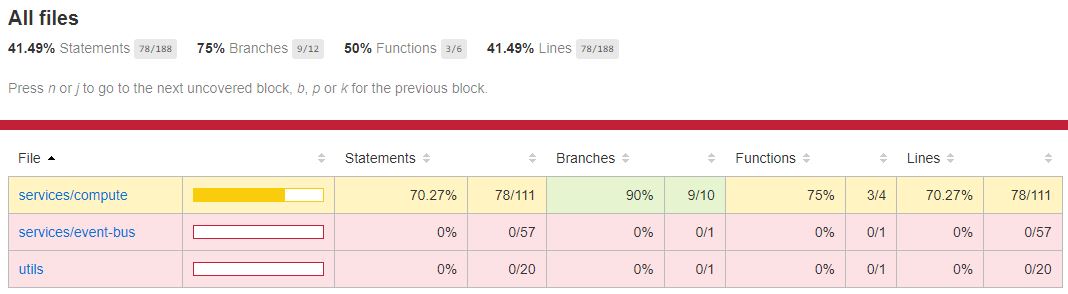 All files
41.49% Statements 78/188 75% Branches 9/12 50% Functions 3/6 41.49% Lines 78/188
Press n or j to go to the next uncovered block, b, p or k for the previous block.
File Statements Branches Functions Lines
services/compute 70.27% 78/111 90% 9/10 75% 3/4 70.27% 78/111
services/event-bus 0% 0/57 0% 0/1 0% 0/1 0% 0/57
utils 0% 0/20 0% 0/1 0% 0/1 0% 0/20